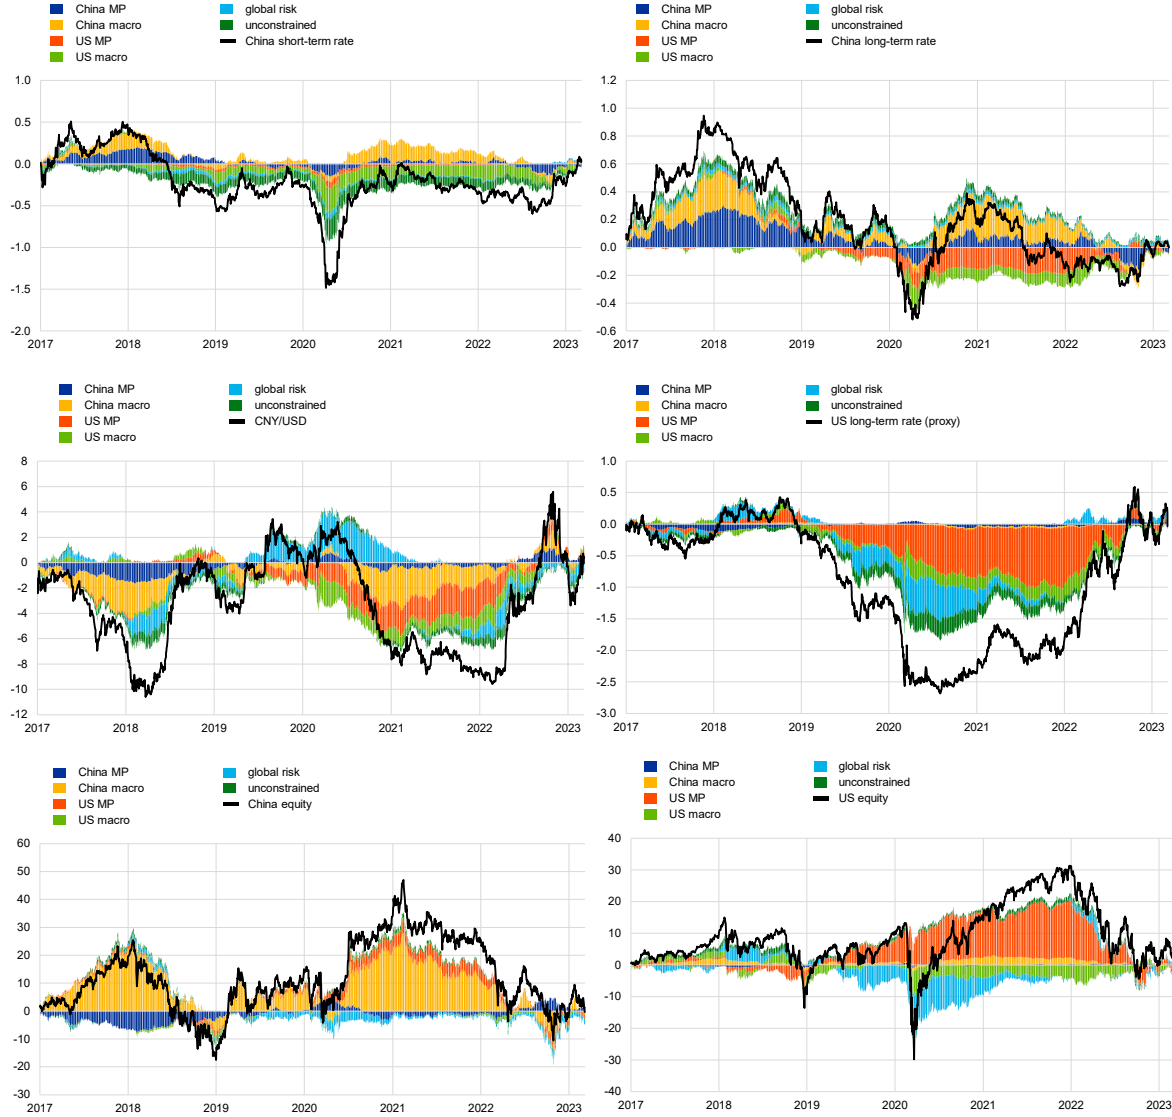 China MP
China macro
US MP
US macro
global risk
unconstrained
China short-term rate
1.0
0.5
0.0
-0.5
-1.0
-1.5
-2.0
2017 2018 2019 2020 2021 2022 2023
China MP
China macro
US MP
US macro
global risk
unconstrained
China long-term rate
1.2
1.0
0.8
0.6
0.4
0.2
0.0
-0.2
-0.4
-0.6
2017 2018 2019 2020 2021 2022 2023
China MP
China macro
US MP
US macro
global risk
unconstrained
CNY/USD
8
6
4
2
0
-2
-4
-6
-8
-10
-12
2017 2018 2019 2020 2021 2022 2023
China MP
China macro
US MP
US macro
global risk
unconstrained
US long-term rate (proxy)
1.0
0.5
0.0
-0.5
-1.0
-1.5
-2.0
-2.5
-3.0
2017 2018 2019 2020 2021 2022 2023
China MP
China macro
US MP
US macro
global risk
unconstrained
China equity
60
50
40
30
20
10
0
-10
-20
-30
2017 2018 2019 2020 2021 2022 2023
China MP
China macro
US MP
US macro
global risk
unconstrained
US equity
40
30
20
10
0
-10
-20
-30
-40
2017 2018 2019 2020 2021 2022 2023